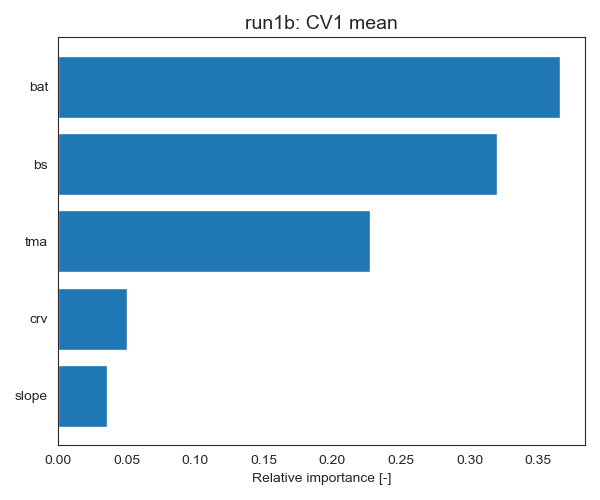 run1b: CV1 mean
bat
bs
tma
crv
slope
0.00 0.05 0.10 0.15 0.20 0.25 0.30 0.35
Relative importance [-]